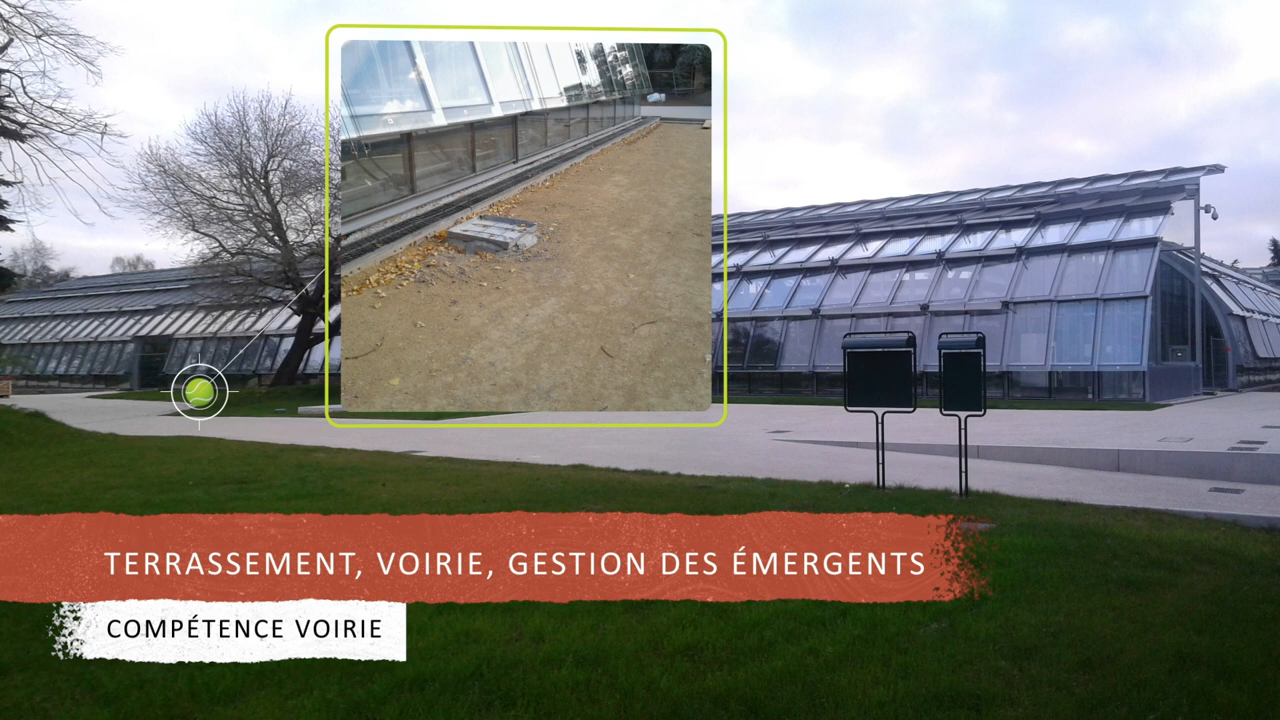 TERRASSEMENT, VOIRIE, GESTION DES ÉMERGENTS
COMPÉTENCE VOIRIE